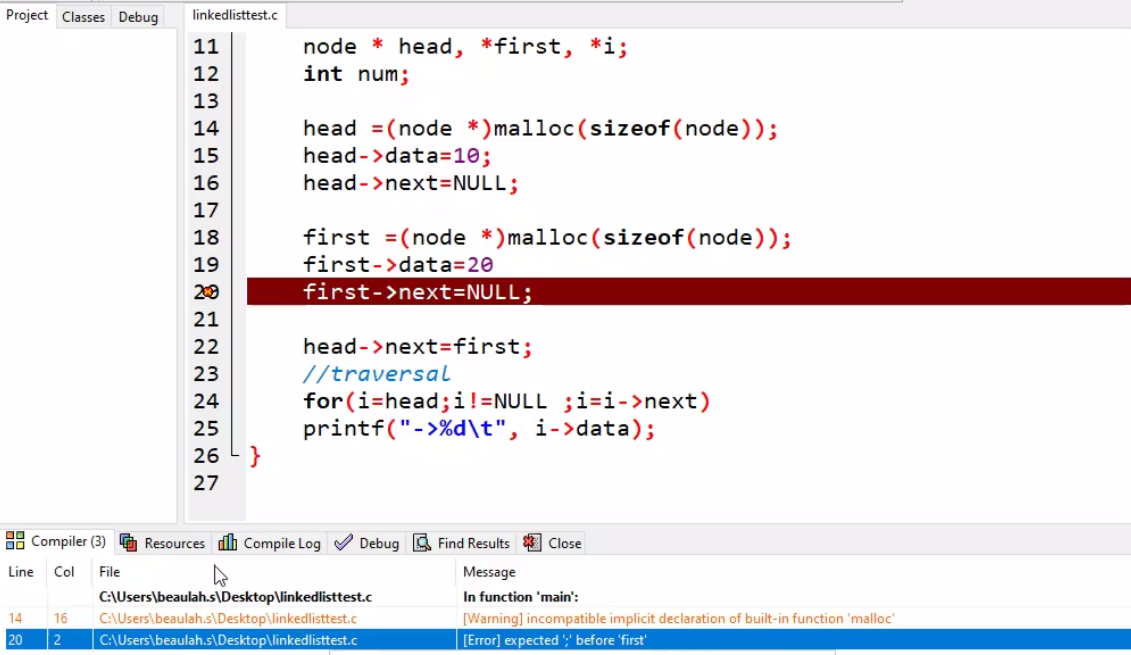 Project Classes Debug linkedlisttest.c
11 node * head, *first, *i;
12 int num;
13
14 head =(node *)malloc(sizeof(node));
15 head->data=10;
16 head->next=NULL;
17
18 first =(node *)malloc(sizeof(node));
19 first->data=20
20 first->next=NULL;
21
22 head->next=first;
23 //traversal
24 for(i=head;i!=NULL ;i=i->next)
25 printf("->%d\t", i->data);
26 }
27
Compiler (3) Resources Compile Log Debug Find Results Close
Line Col File Message
C:\Users\beaulah.s\Desktop\linkedlisttest.c In function 'main':
14 16 C:\Users\beaulah.s\Desktop\linkedlisttest.c [Warning] incompatible implicit declaration of built-in function 'malloc'
20 2 C:\Users\beaulah.s\Desktop\linkedlisttest.c [Error] expected ';' before 'first'